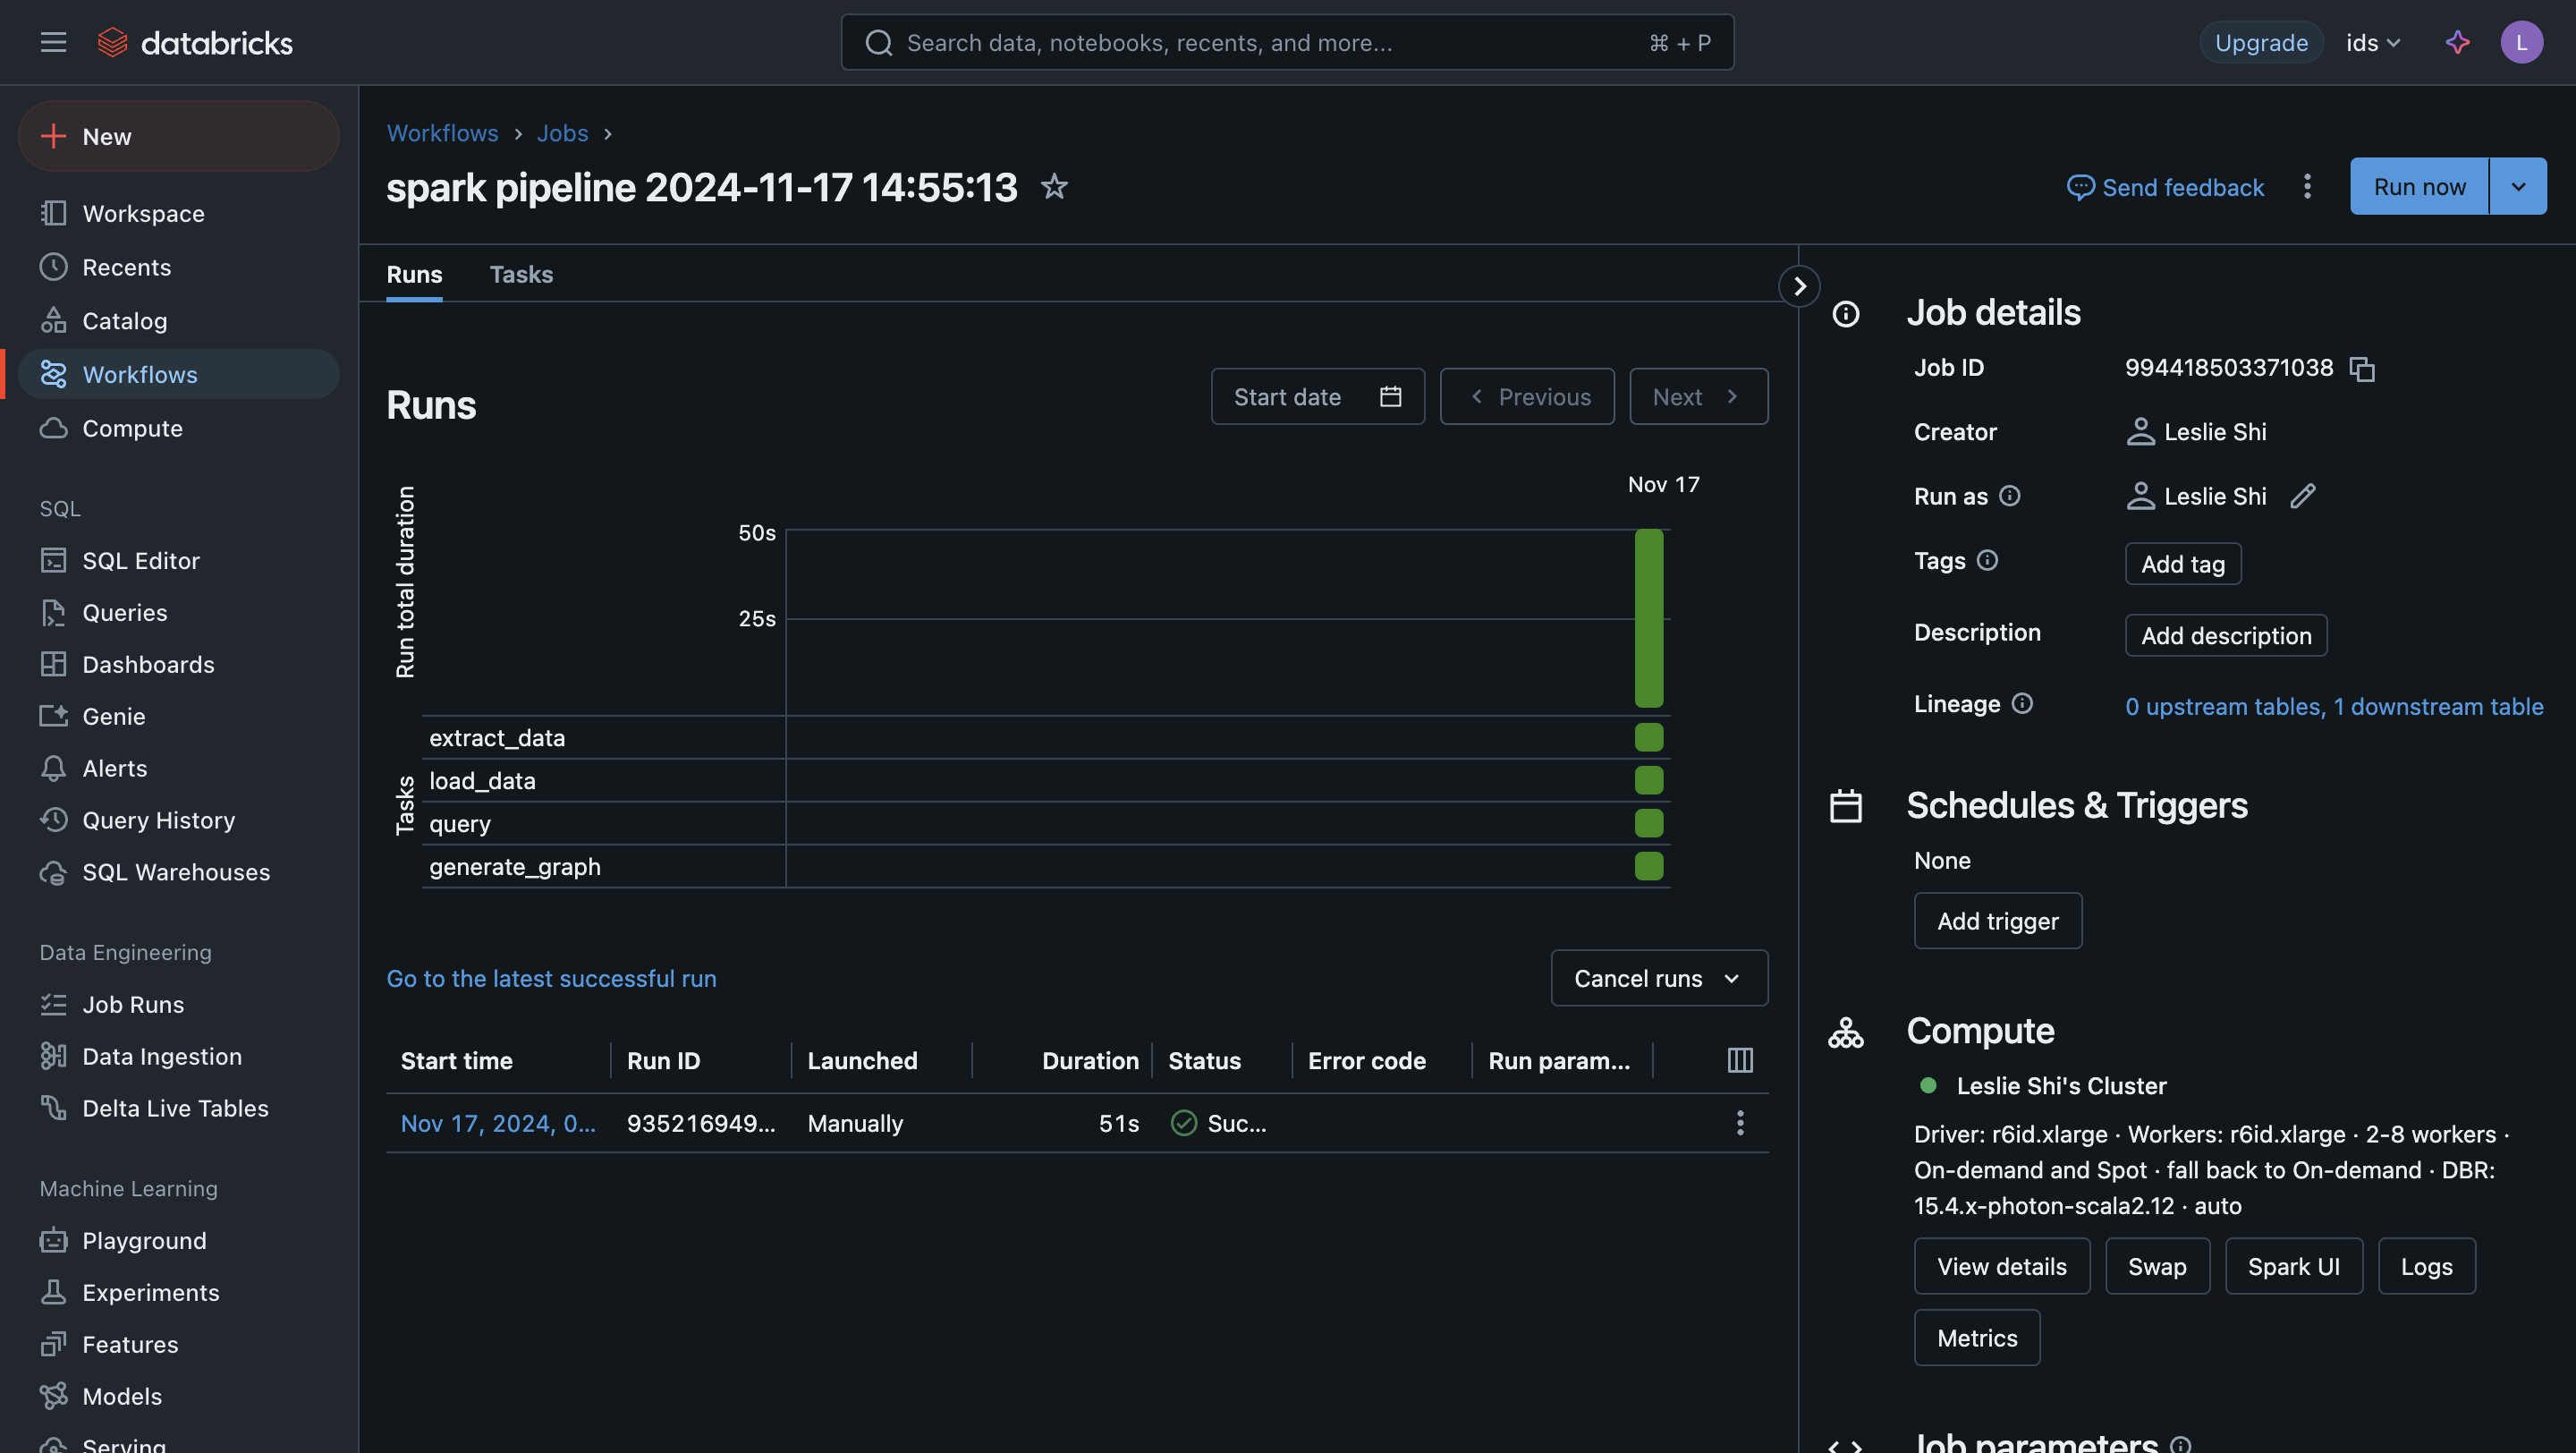 databricks
Search data, notebooks, recents, and more...
⌘ + P
Upgrade
ids
L
New
Workspace
Recents
Catalog
Workflows
Compute
SQL
SQL Editor
Queries
Dashboards
Genie
Alerts
Query History
SQL Warehouses
Data Engineering
Job Runs
Data Ingestion
Delta Live Tables
Machine Learning
Playground
Experiments
Features
Models
Serving
Workflows › Jobs ›
spark pipeline 2024-11-17 14:55:13
Send feedback
Run now
Runs
Tasks
Runs
Start date
Previous
Next
Nov 17
Run total duration
50s
25s
Tasks
extract_data
load_data
query
generate_graph
Go to the latest successful run
Cancel runs
Start time Run ID Launched Duration Status Error code Run param...
Nov 17, 2024, 0... 935216949... Manually 51s Suc...
Job details
Job ID 994418503371038
Creator Leslie Shi
Run as Leslie Shi
Tags Add tag
Description Add description
Lineage 0 upstream tables, 1 downstream table
Schedules & Triggers
None
Add trigger
Compute
Leslie Shi's Cluster
Driver: r6id.xlarge · Workers: r6id.xlarge · 2-8 workers ·
On-demand and Spot · fall back to On-demand · DBR:
15.4.x-photon-scala2.12 · auto
View details
Swap
Spark UI
Logs
Metrics
Job parameters